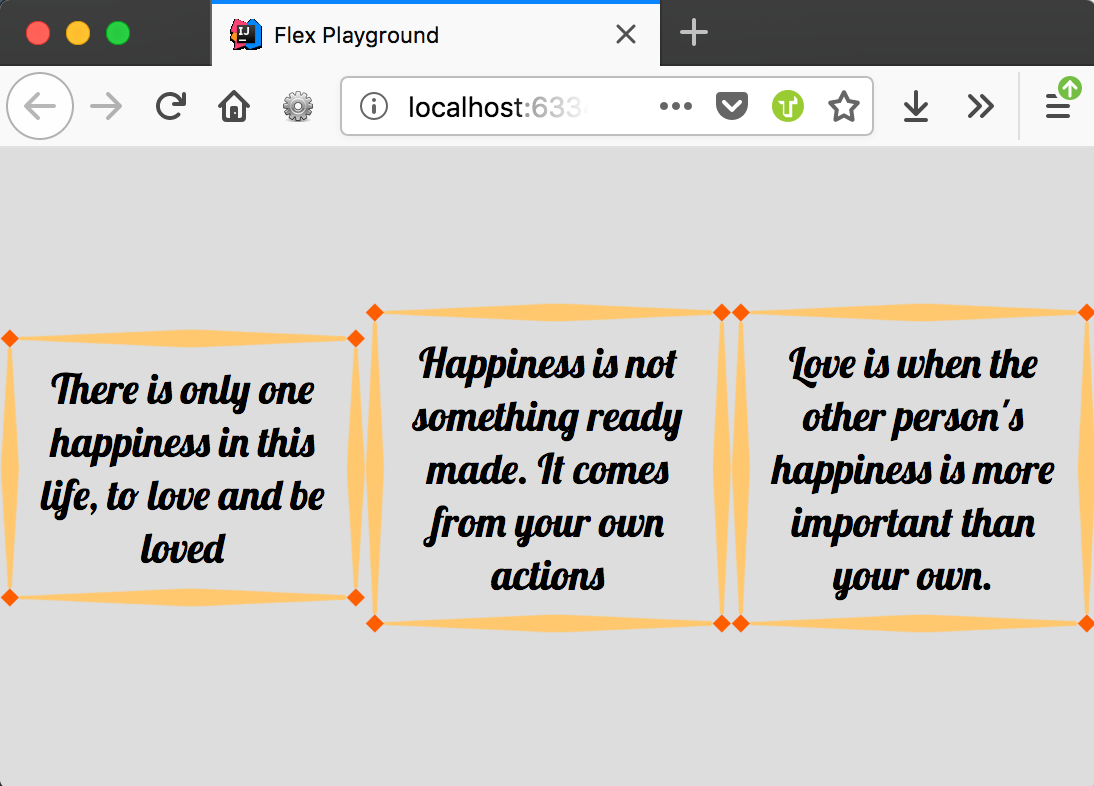 Flex Playground
localhost:633
There is only one
happiness in this
life, to love and be
loved
Happiness is not
something ready
made. It comes
from your own
actions
Love is when the
other person's
happiness is more
important than
your own.